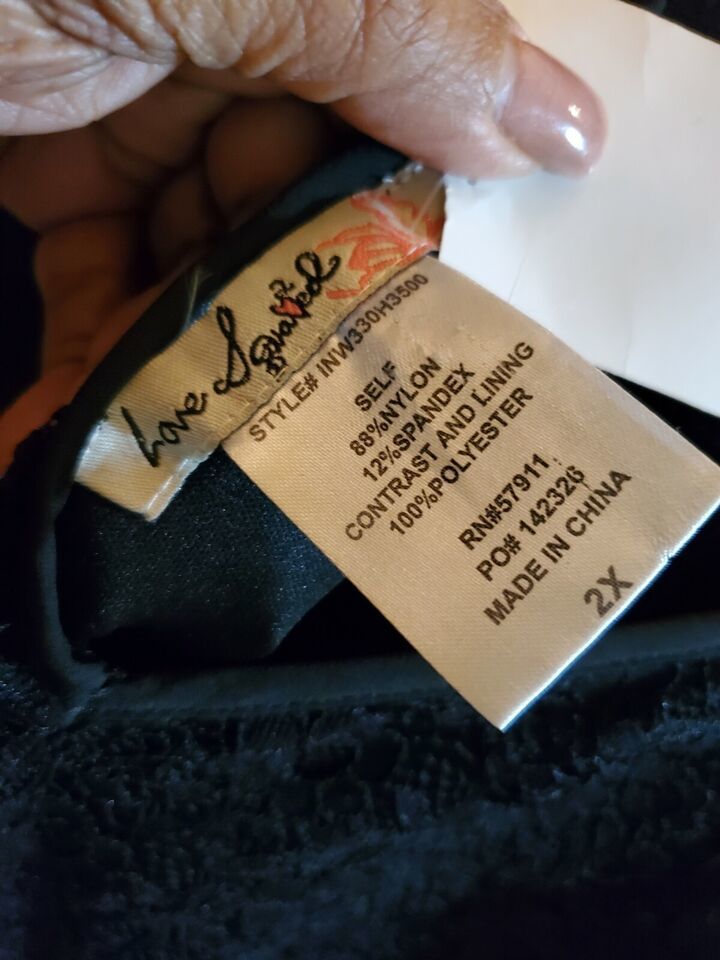 Love Squared
STYLE# INW330H3500
SELF
88%NYLON
12%SPANDEX
CONTRAST AND LINING
100%POLYESTER
RN#57911
PO# 142326
MADE IN CHINA
2X